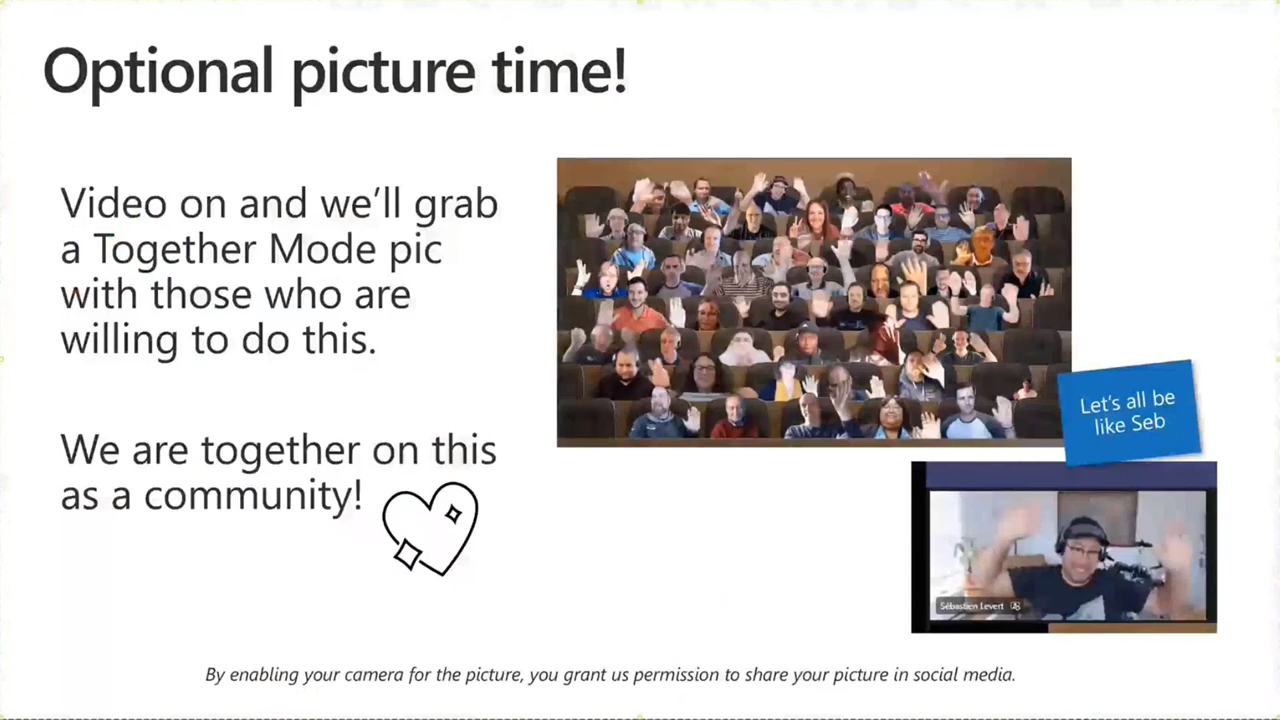 Optional picture time!
Video on and we’ll grab
a Together Mode pic
with those who are
willing to do this.
We are together on this
as a community!
Let’s all be
like Seb
Sébastien Levert
By enabling your camera for the picture, you grant us permission to share your picture in social media.